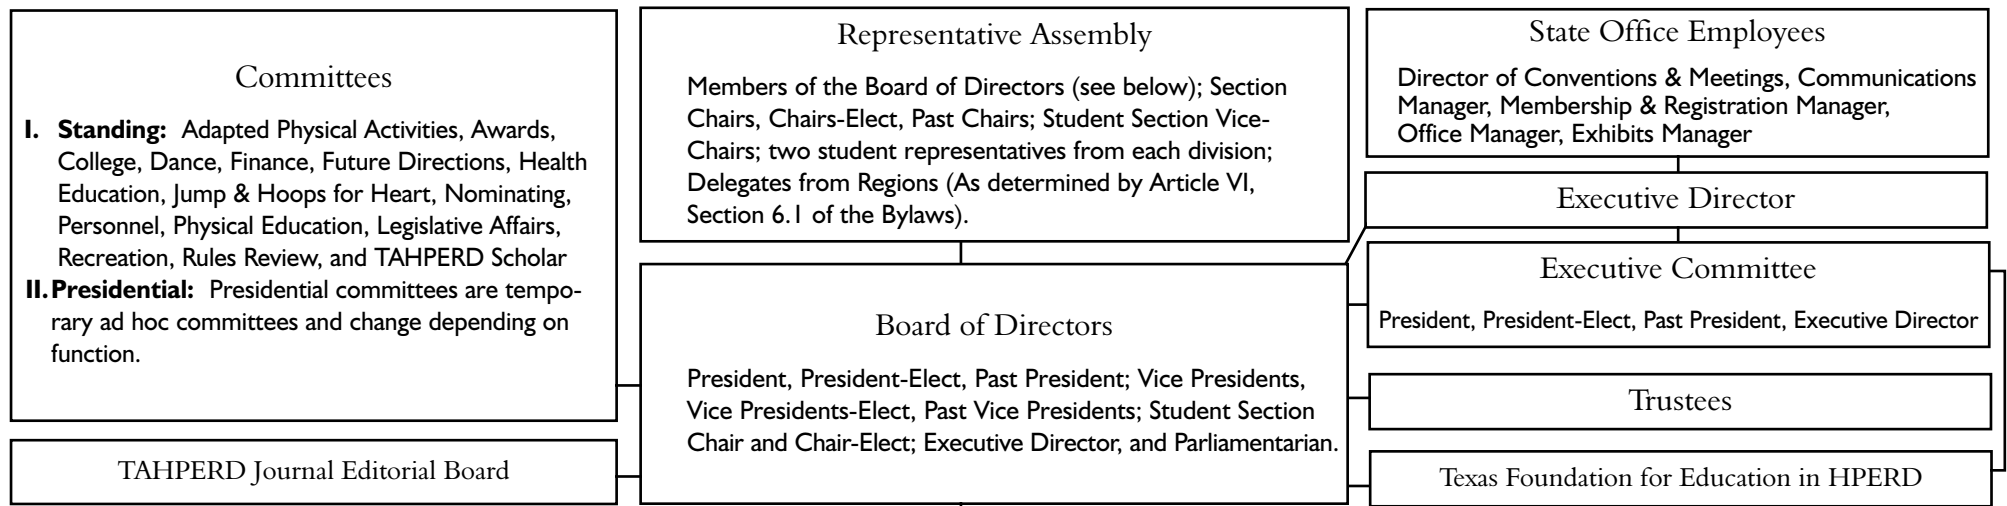 Committees
I. Standing: Adapted Physical Activities, Awards,
College, Dance, Finance, Future Directions, Health
Education, Jump & Hoops for Heart, Nominating,
Personnel, Physical Education, Legislative Affairs,
Recreation, Rules Review, and TAHPERD Scholar
II. Presidential: Presidential committees are tempo-
rary ad hoc committees and change depending on
function.
TAHPERD Journal Editorial Board
Representative Assembly
Members of the Board of Directors (see below); Section
Chairs, Chairs-Elect, Past Chairs; Student Section Vice-
Chairs; two student representatives from each division;
Delegates from Regions (As determined by Article VI,
Section 6.1 of the Bylaws).
Board of Directors
President, President-Elect, Past President; Vice Presidents,
Vice Presidents-Elect, Past Vice Presidents; Student Section
Chair and Chair-Elect; Executive Director, and Parliamentarian.
State Office Employees
Director of Conventions & Meetings, Communications
Manager, Membership & Registration Manager,
Office Manager, Exhibits Manager
Executive Director
Executive Committee
President, President-Elect, Past President, Executive Director
Trustees
Texas Foundation for Education in HPERD